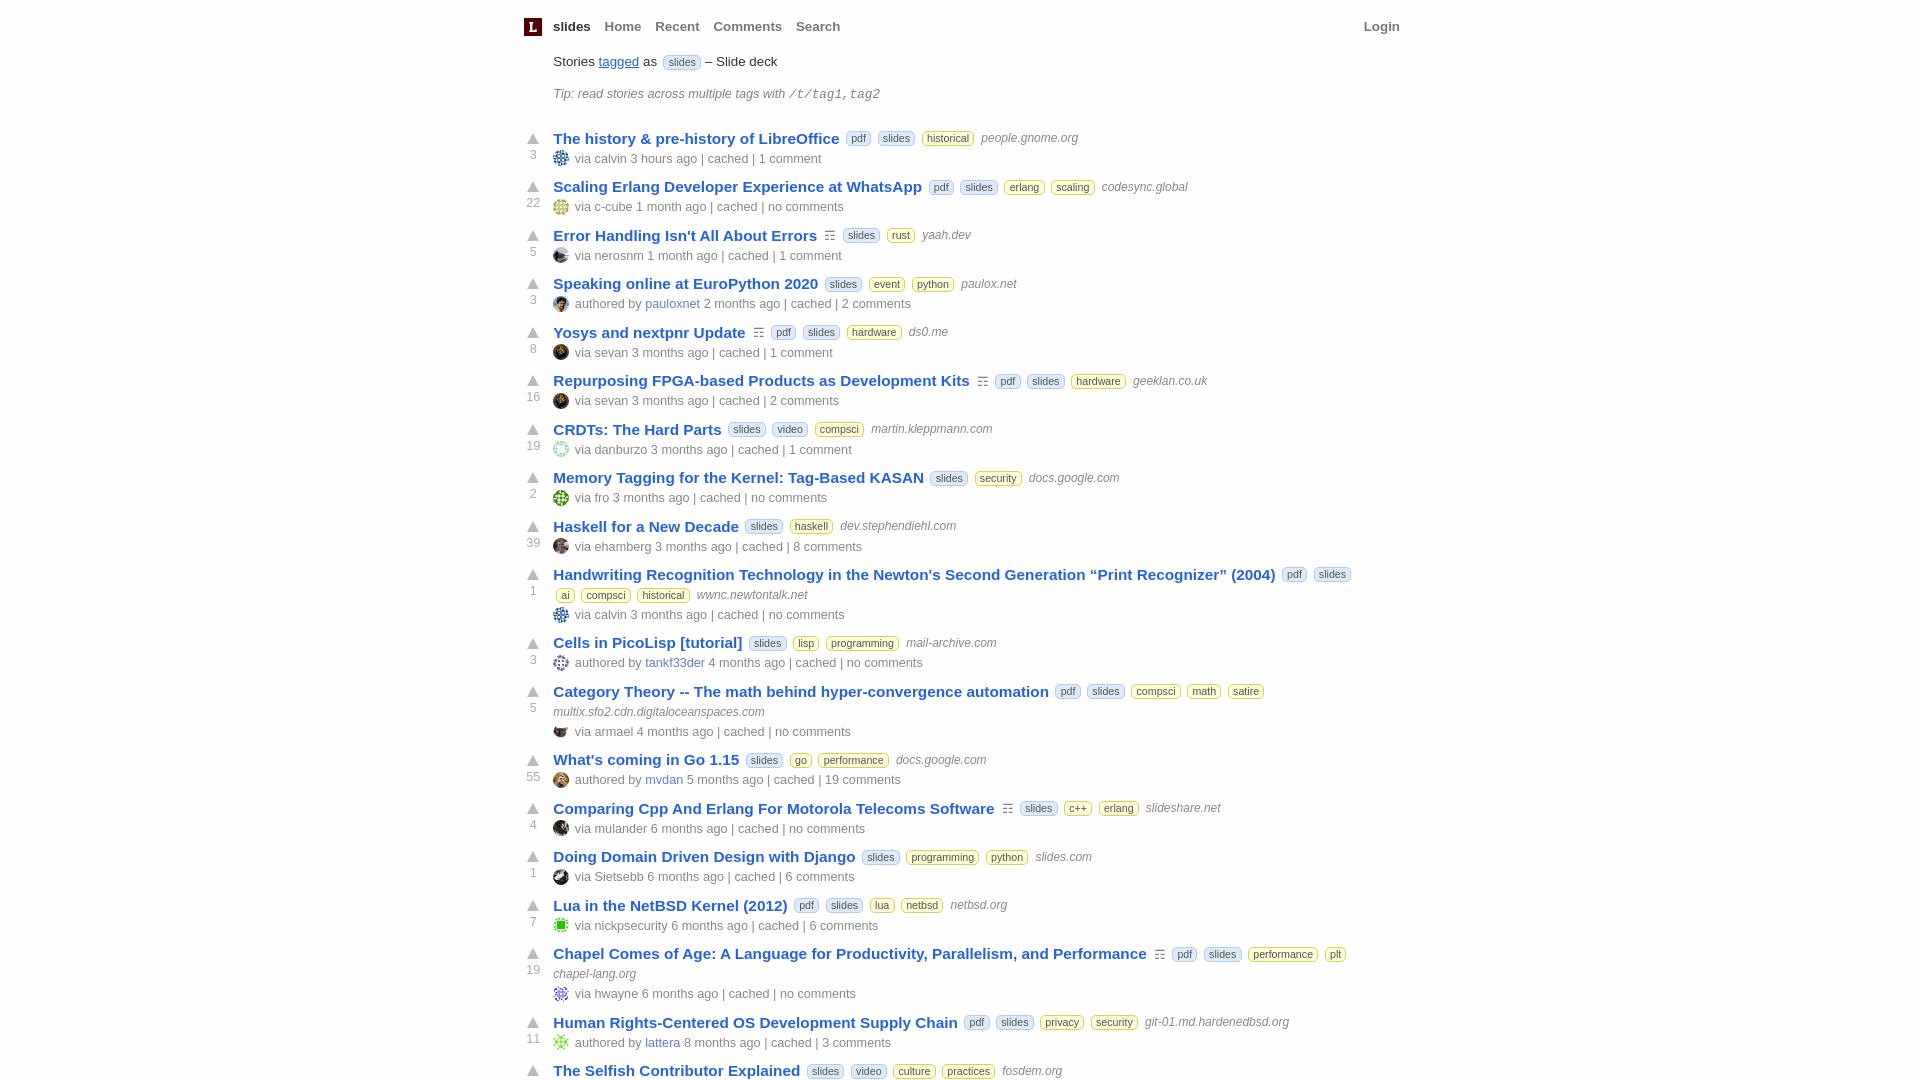 L slides Home Recent Comments Search Login
Stories tagged as slides – Slide deck
Tip: read stories across multiple tags with /t/tag1,tag2
The history & pre-history of LibreOffice pdf slides historical people.gnome.org
3 via calvin 3 hours ago | cached | 1 comment
Scaling Erlang Developer Experience at WhatsApp pdf slides erlang scaling codesync.global
22 via c-cube 1 month ago | cached | no comments
Error Handling Isn't All About Errors ☶ slides rust yaah.dev
5 via nerosnm 1 month ago | cached | 1 comment
Speaking online at EuroPython 2020 slides event python paulox.net
3 authored by pauloxnet 2 months ago | cached | 2 comments
Yosys and nextpnr Update ☶ pdf slides hardware ds0.me
8 via sevan 3 months ago | cached | 1 comment
Repurposing FPGA-based Products as Development Kits ☶ pdf slides hardware geeklan.co.uk
16 via sevan 3 months ago | cached | 2 comments
CRDTs: The Hard Parts slides video compsci martin.kleppmann.com
19 via danburzo 3 months ago | cached | 1 comment
Memory Tagging for the Kernel: Tag-Based KASAN slides security docs.google.com
2 via fro 3 months ago | cached | no comments
Haskell for a New Decade slides haskell dev.stephendiehl.com
39 via ehamberg 3 months ago | cached | 8 comments
Handwriting Recognition Technology in the Newton's Second Generation “Print Recognizer” (2004) pdf slides
1 ai compsci historical wwnc.newtontalk.net
via calvin 3 months ago | cached | no comments
Cells in PicoLisp [tutorial] slides lisp programming mail-archive.com
3 authored by tankf33der 4 months ago | cached | no comments
Category Theory -- The math behind hyper-convergence automation pdf slides compsci math satire
5 multix.sfo2.cdn.digitaloceanspaces.com
via armael 4 months ago | cached | no comments
What's coming in Go 1.15 slides go performance docs.google.com
55 authored by mvdan 5 months ago | cached | 19 comments
Comparing Cpp And Erlang For Motorola Telecoms Software ☶ slides c++ erlang slideshare.net
4 via mulander 6 months ago | cached | no comments
Doing Domain Driven Design with Django slides programming python slides.com
1 via Sietsebb 6 months ago | cached | 6 comments
Lua in the NetBSD Kernel (2012) pdf slides lua netbsd netbsd.org
7 via nickpsecurity 6 months ago | cached | 6 comments
Chapel Comes of Age: A Language for Productivity, Parallelism, and Performance ☶ pdf slides performance plt
19 chapel-lang.org
via hwayne 6 months ago | cached | no comments
Human Rights-Centered OS Development Supply Chain pdf slides privacy security git-01.md.hardenedbsd.org
11 authored by lattera 8 months ago | cached | 3 comments
The Selfish Contributor Explained slides video culture practices fosdem.org